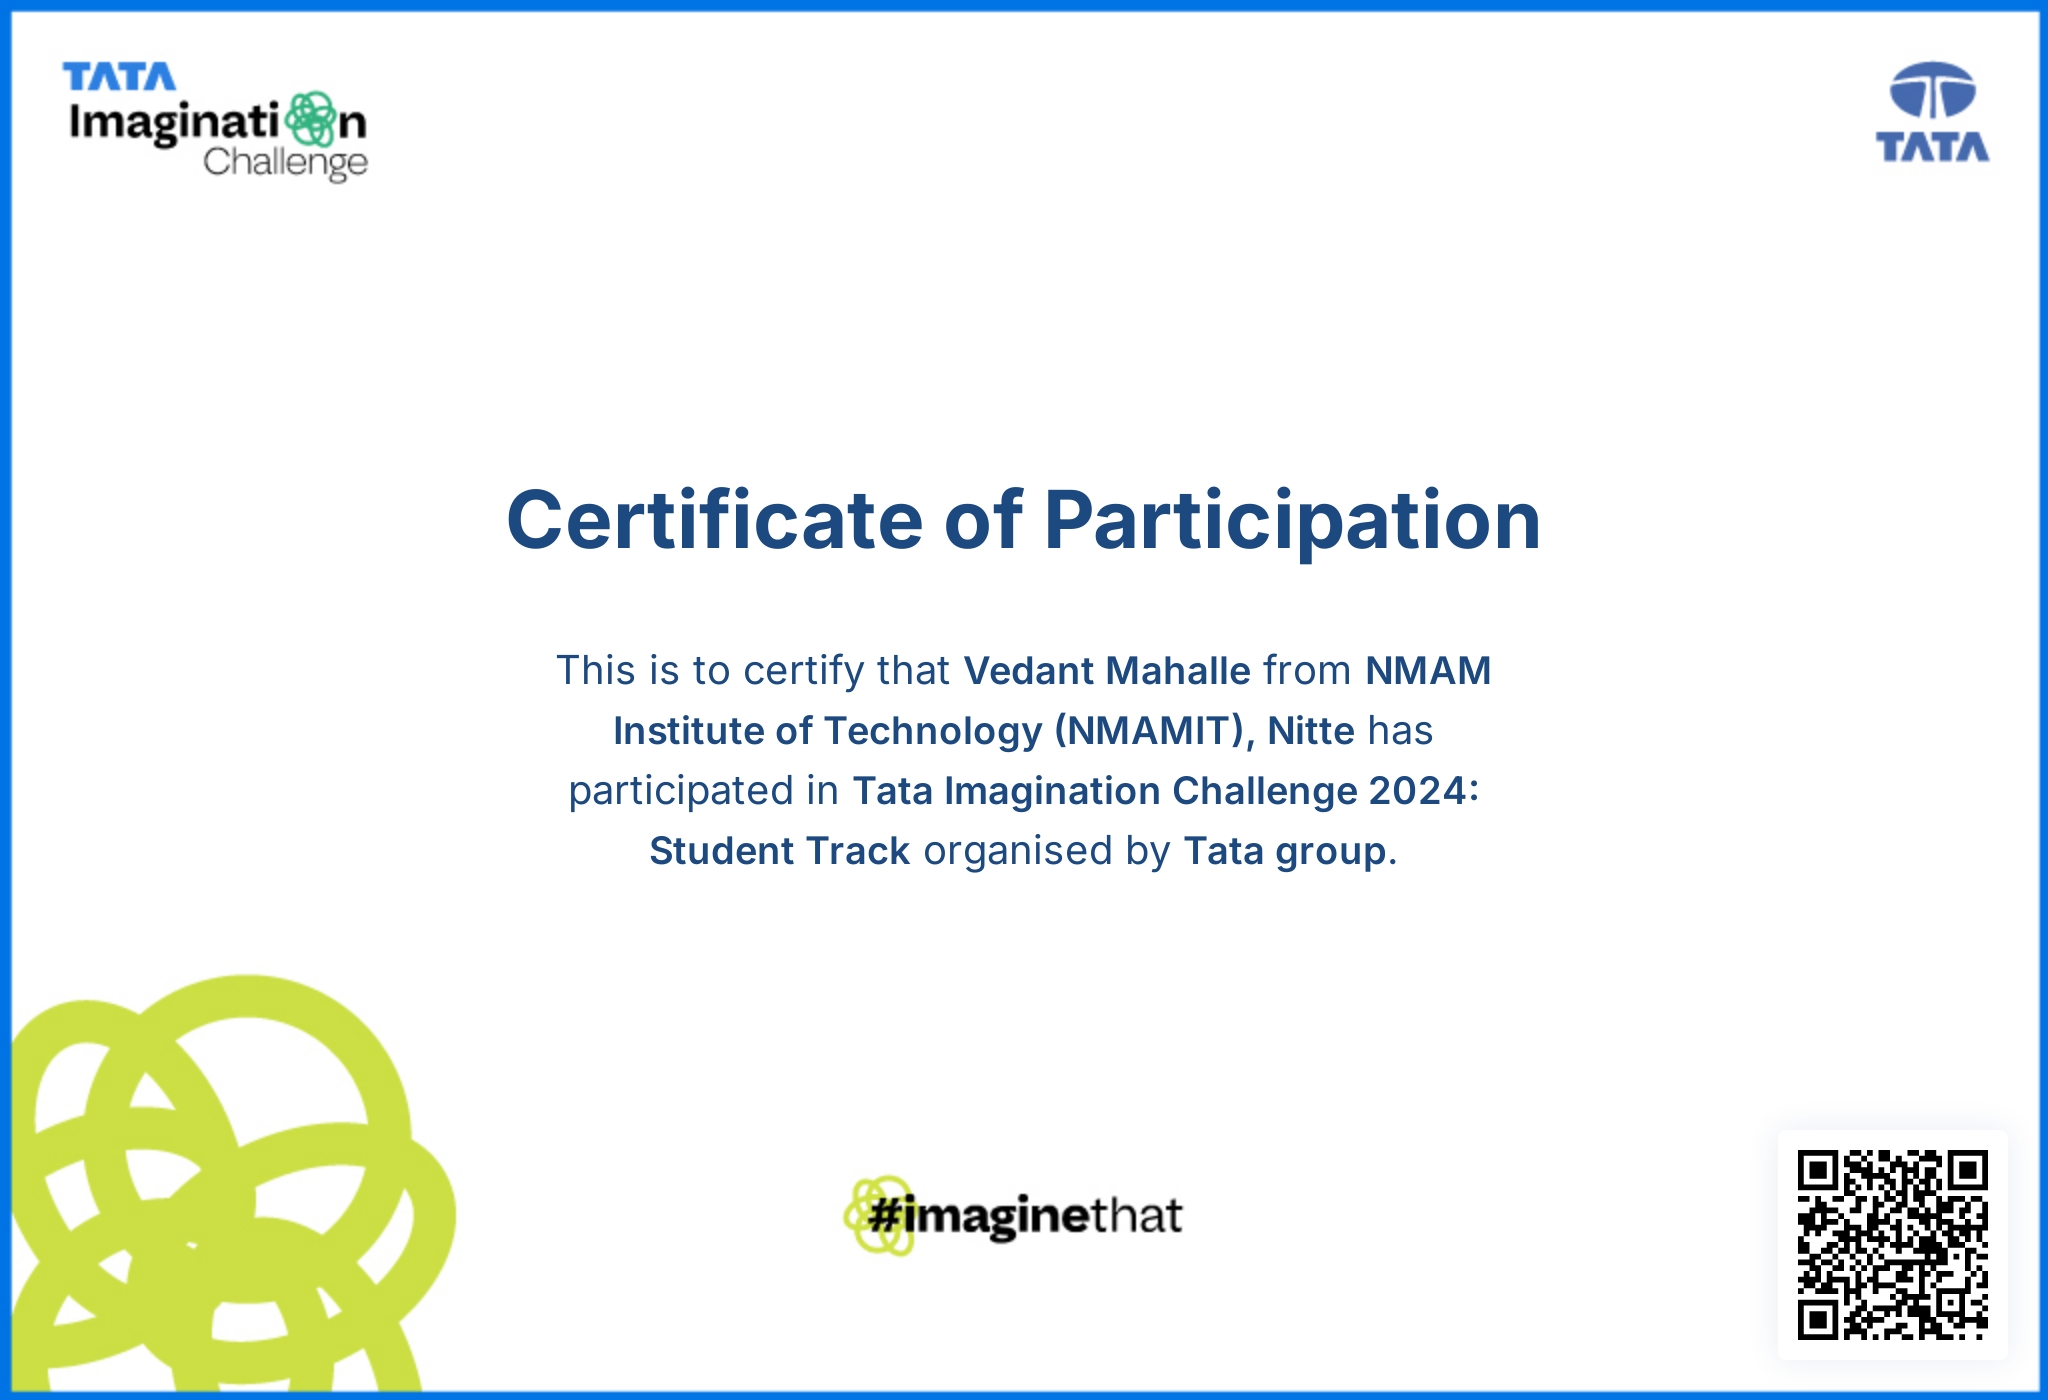 TATA
Imagination
Challenge
TATA
Certificate of Participation
This is to certify that Vedant Mahalle from NMAM
Institute of Technology (NMAMIT), Nitte has
participated in Tata Imagination Challenge 2024:
Student Track organised by Tata group.
#imaginethat